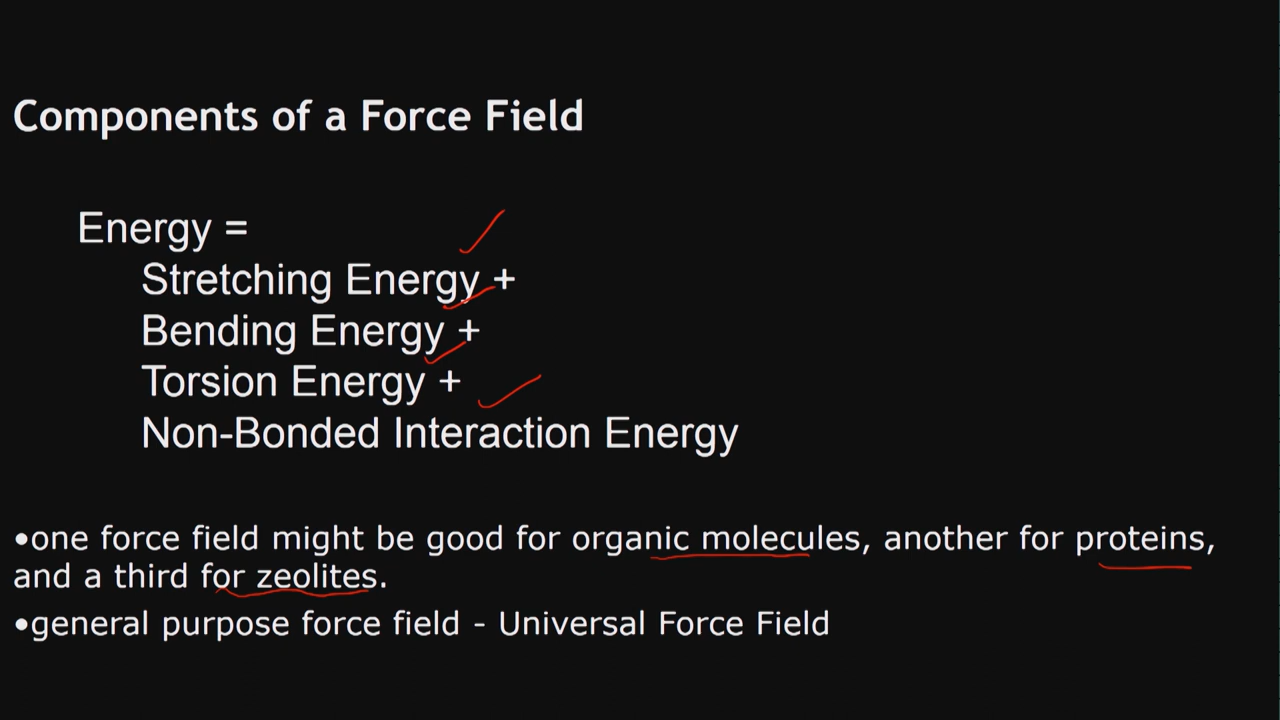 Components of a Force Field
Energy =
Stretching Energy +
Bending Energy +
Torsion Energy +
Non-Bonded Interaction Energy
•one force field might be good for organic molecules, another for proteins,
and a third for zeolites.
•general purpose force field - Universal Force Field